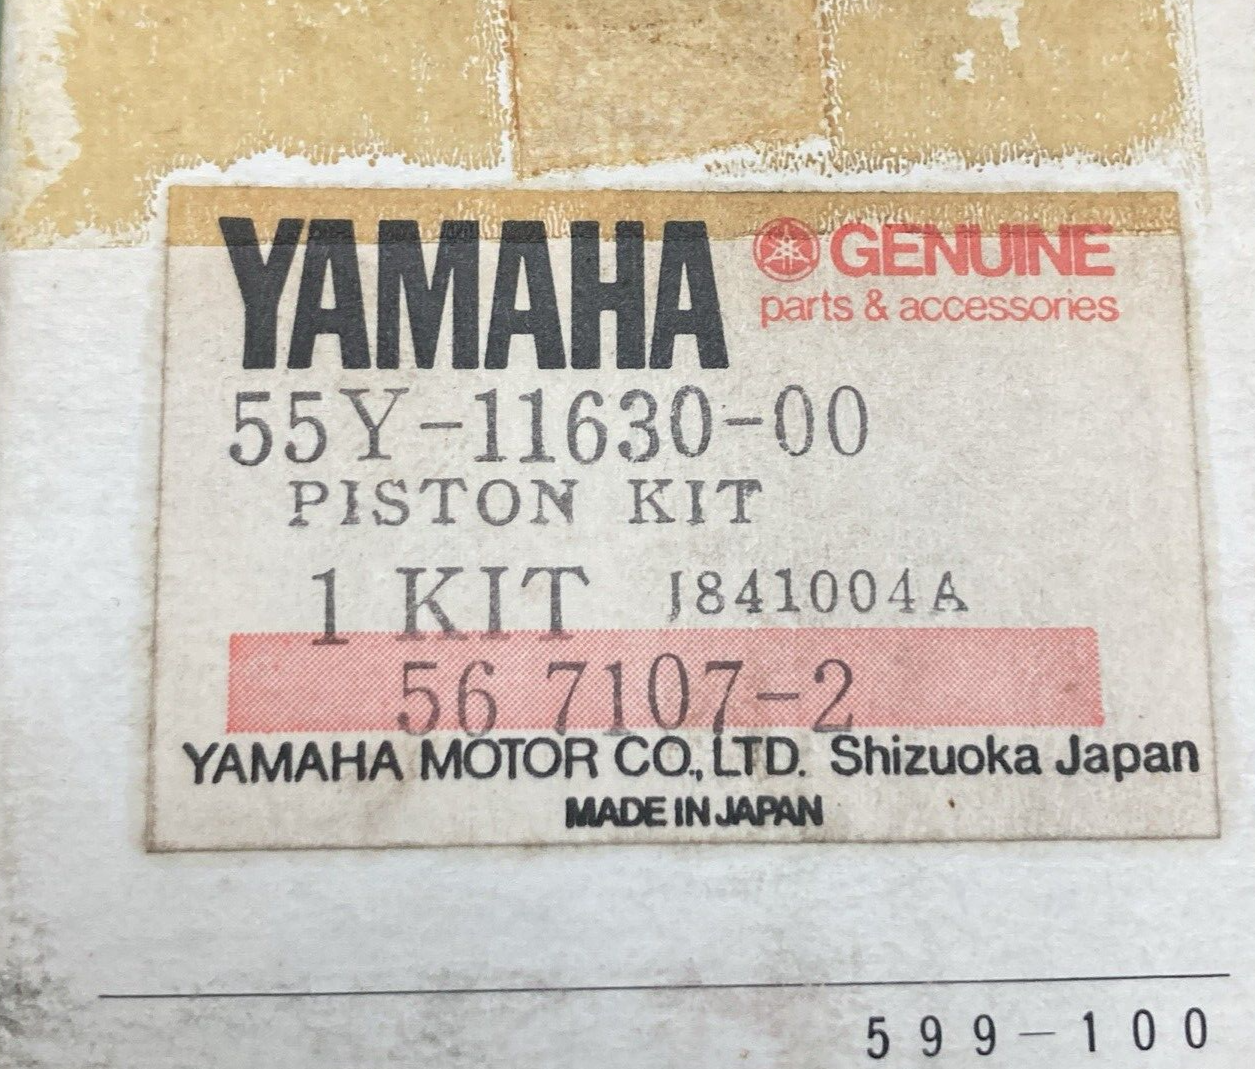 YAMAHA GENUINE
parts & accessories
55Y-11630-00
PISTON KIT
1 KIT J841004A
56 7107-2
YAMAHA MOTOR CO., LTD. Shizuoka Japan
MADE IN JAPAN
599-100